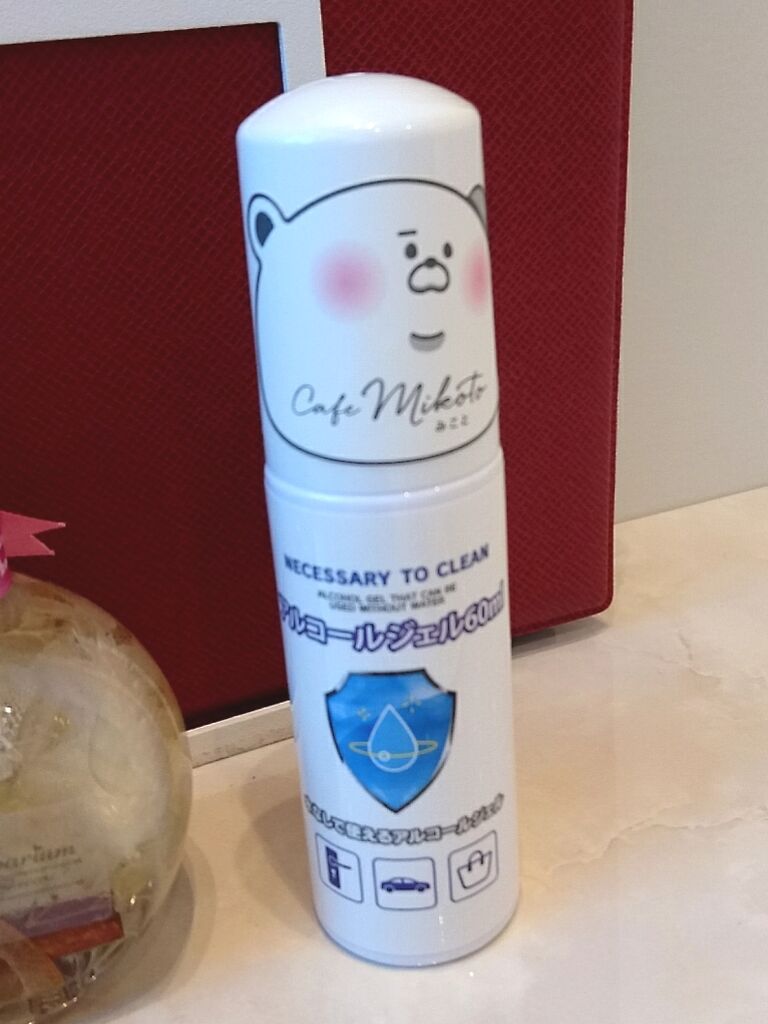 Cafe Mikoto
みこと
NECESSARY TO CLEAN
ALCOHOL GEL THAT CAN BE
USED WITHOUT WATER
アルコールジェル60ml
水なしで使えるアルコールジェル